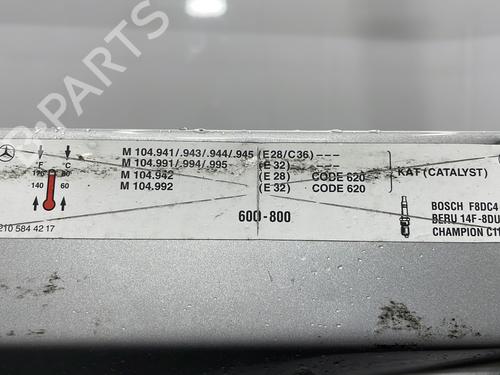 °F °C
190 80
140 60
210 584 42 17
M 104.941/.943/.944/.945 (E28/C36) ----
M 104.991/.994/.995 (E 32) ----
M 104.942 (E 28) CODE 620
M 104.992 (E 32) CODE 620
KAT (CATALYST)
600-800
BOSCH F8DC4
BERU 14F-8DU
CHAMPION C11